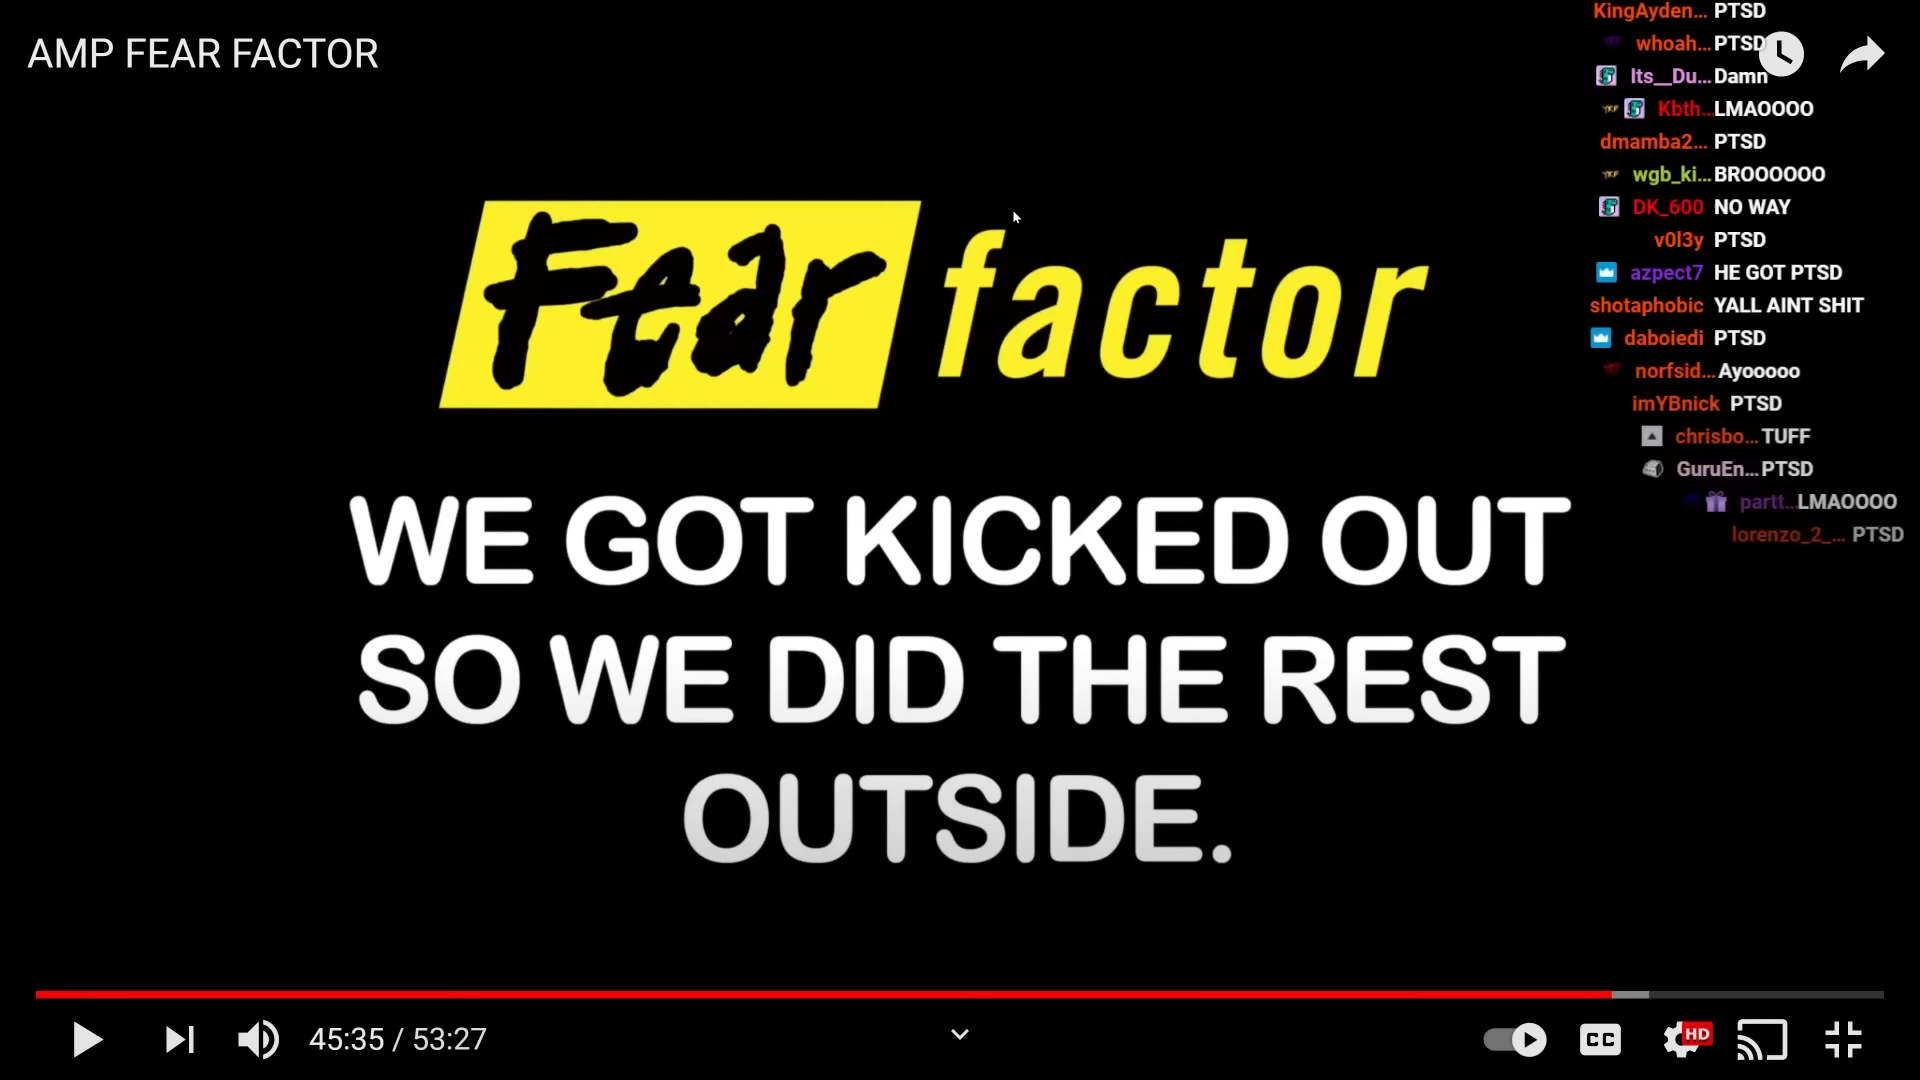 AMP FEAR FACTOR
Fear factor
WE GOT KICKED OUT
SO WE DID THE REST
OUTSIDE.
KingAyden... PTSD
whoah... PTSD
Its__Du... Damn
Kbth... LMAOOOO
dmamba2... PTSD
wgb_ki... BROOOOOO
DK_600 NO WAY
v0l3y PTSD
azpect7 HE GOT PTSD
shotaphobic YALL AINT SHIT
daboiedi PTSD
norfsid... Ayooooo
imYBnick PTSD
chrisbo... TUFF
GuruEn... PTSD
partt... LMAOOOO
lorenzo_2_... PTSD
45:35 / 53:27
CC
HD